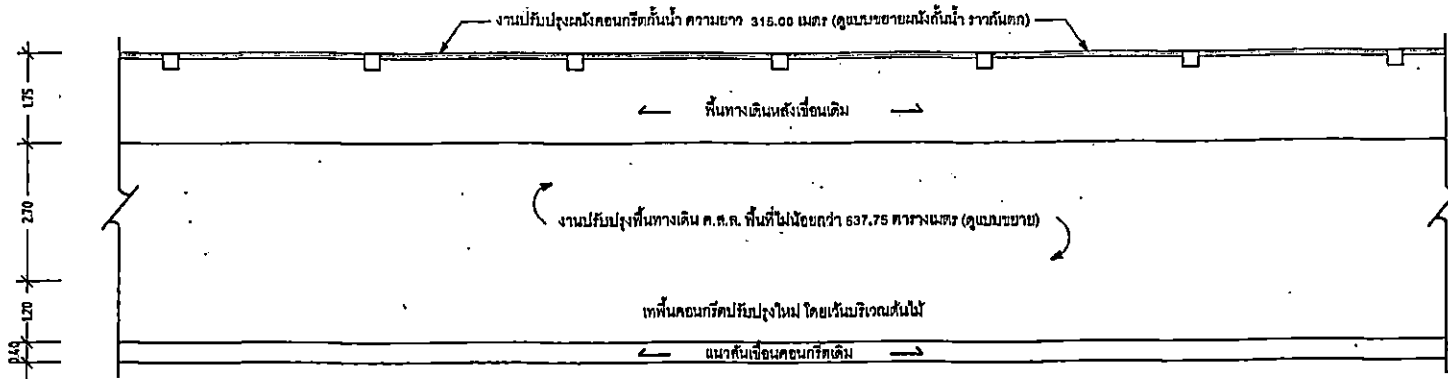 งานปรับปรุงผนังคอนกรีตกั้นน้ำ ความยาว 315.00 เมตร (ดูแบบขยายผนังกั้นน้ำ ราวกันตก)
1.75
พื้นทางเดินหลังเขื่อนเดิม
2.70
งานปรับปรุงพื้นทางเดิน ค.ส.ล. พื้นที่ไม่น้อยกว่า 637.75 ตารางเมตร (ดูแบบขยาย)
1.20
เทพื้นคอนกรีตปรับปรุงใหม่ โดยเว้นบริเวณต้นไม้
0.40
แนวคันเขื่อนคอนกรีตเดิม